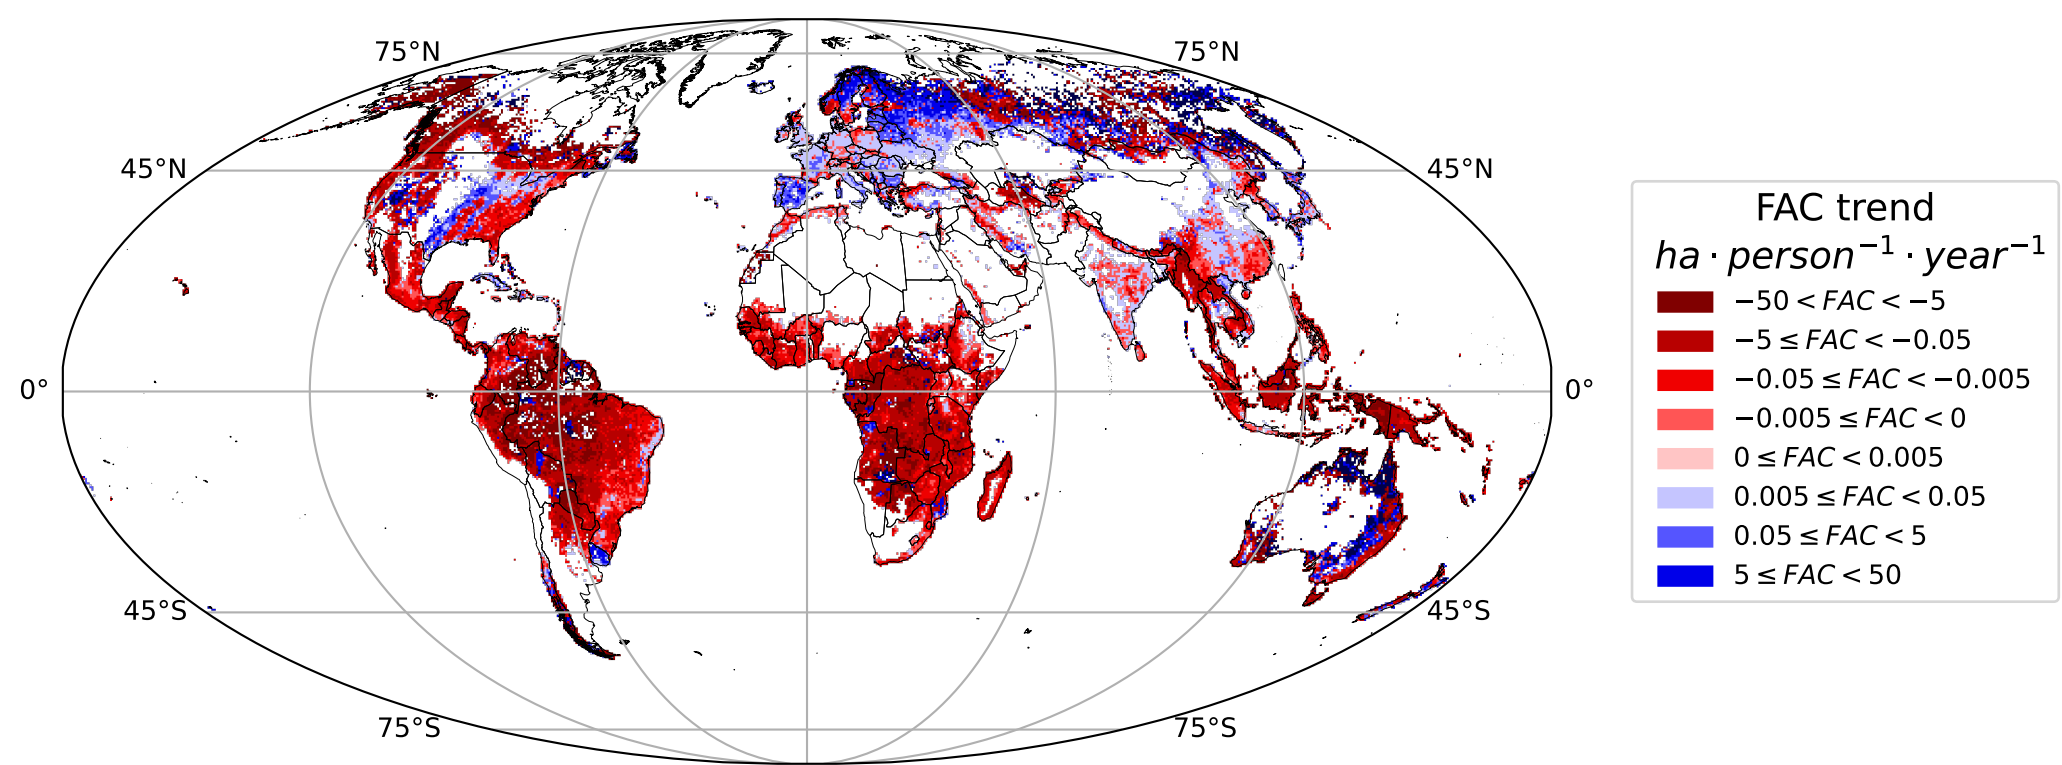 75°N 75°N
45°N 45°N
0° 0°
45°S 45°S
75°S 75°S
FAC trend
ha · person⁻¹ · year⁻¹
−50 < FAC < −5
−5 ≤ FAC < −0.05
−0.05 ≤ FAC < −0.005
−0.005 ≤ FAC < 0
0 ≤ FAC < 0.005
0.005 ≤ FAC < 0.05
0.05 ≤ FAC < 5
5 ≤ FAC < 50